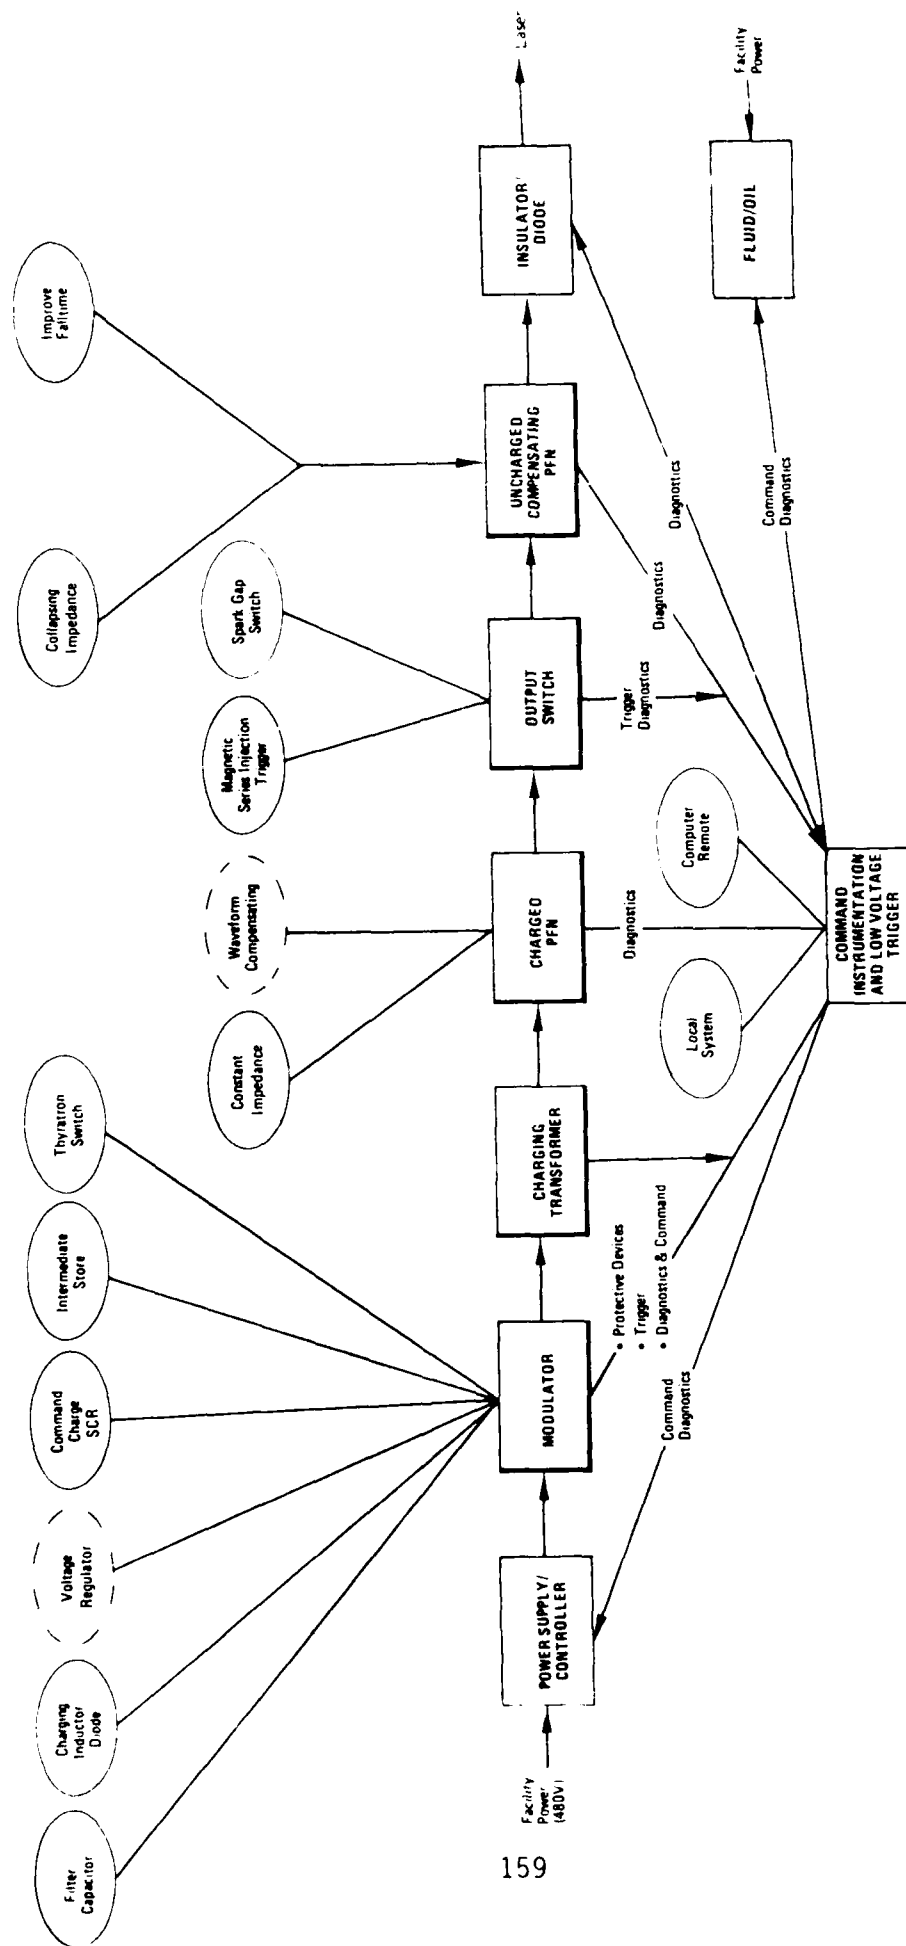 Filter
Capacitor
Charging
Inductor
Diode
Voltage
Regulator
Command
Charge
SCR
Intermediate
Store
Thyratron
Switch
Collapsing
Impedance
Improve
Falltime
Constant
Impedance
Waveform
Compensating
Magnetic
Series Injection
Trigger
Spark Gap
Switch
Facility
Power
(480V)
POWER SUPPLY/
CONTROLLER
MODULATOR
CHARGING
TRANSFORMER
CHARGED
PFN
OUTPUT
SWITCH
UNCHARGED
COMPENSATING
PFN
INSULATOR/
DIODE
Laser
• Protective Devices
• Trigger
• Diagnostics & Command
Command
Diagnostics
Diagnostics
Trigger
Diagnostics
Diagnostics
Diagnostics
Command
Diagnostics
Local
System
Computer
Remote
FLUID/OIL
Facility
Power
COMMAND
INSTRUMENTATION
AND LOW VOLTAGE
TRIGGER
159